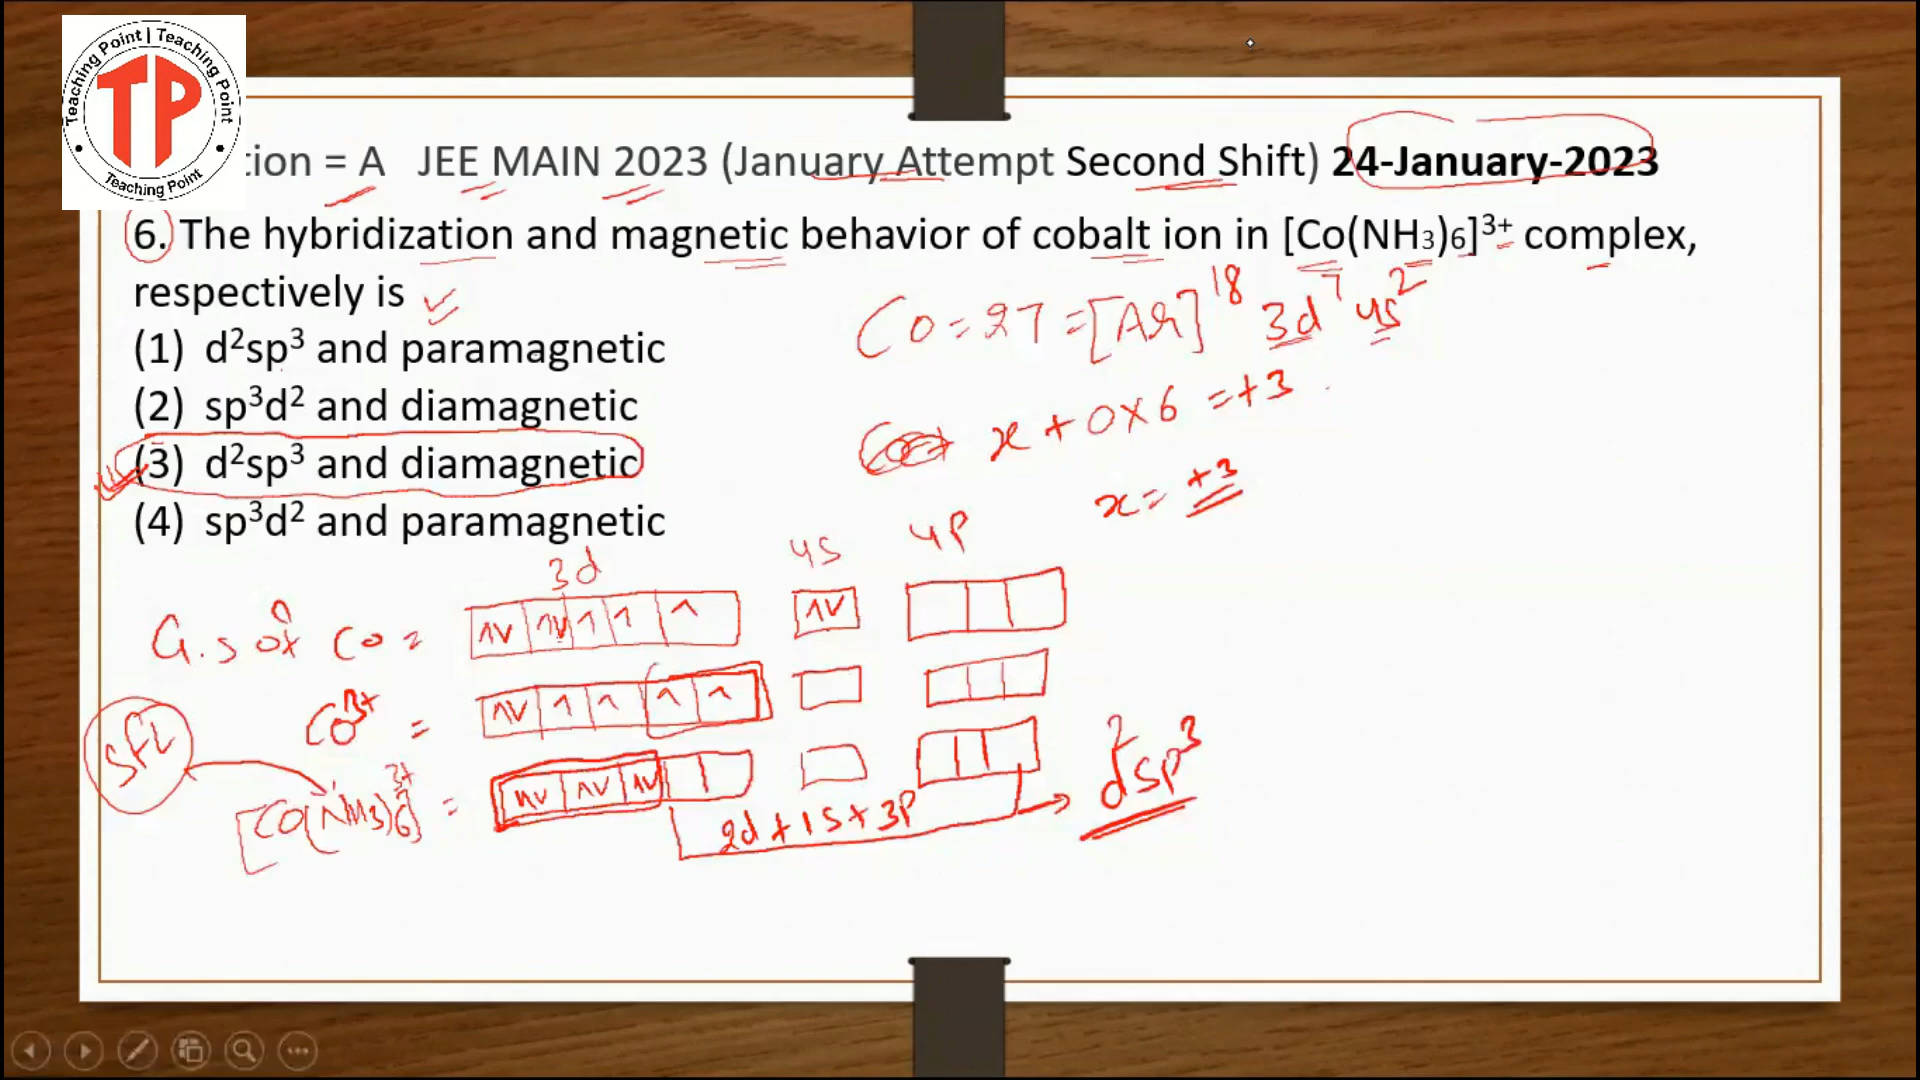 Teaching Point | Teaching Point
TP
Teaching Point
tion = A JEE MAIN 2023 (January Attempt Second Shift) 24-January-2023
6. The hybridization and magnetic behavior of cobalt ion in [Co(NH3)6]³⁺ complex,
respectively is
(1) d²sp³ and paramagnetic
(2) sp³d² and diamagnetic
(3) d²sp³ and diamagnetic
(4) sp³d² and paramagnetic
Co = 27 = [Ar]¹⁸ 3d⁷ 4s²
x + 0x6 = +3
x = +3
3d 4s 4p
G.S of Co =
Co³⁺ =
SFL
[Co(NH3)6]³⁺ =
2d + 1s + 3p
d²sp³